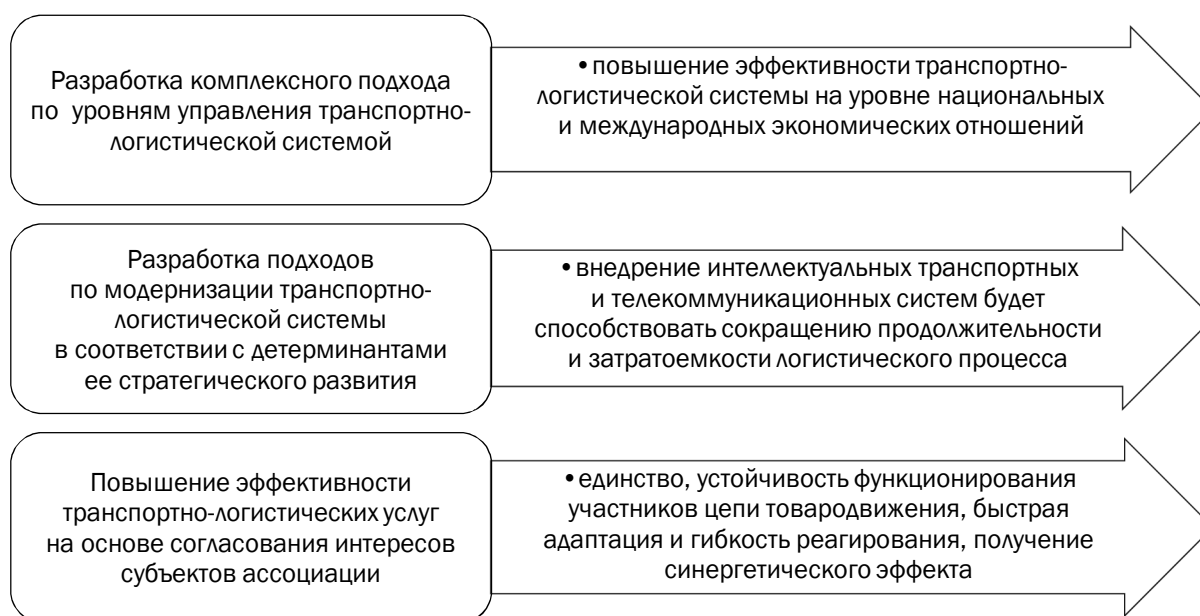 Разработка комплексного подхода
по уровням управления транспортно-
логистической системой
• повышение эффективности транспортно-
логистической системы на уровне национальных
и международных экономических отношений
Разработка подходов
по модернизации транспортно-
логистической системы
в соответствии с детерминантами
ее стратегического развития
• внедрение интеллектуальных транспортных
и телекоммуникационных систем будет
способствовать сокращению продолжительности
и затратоемкости логистического процесса
Повышение эффективности
транспортно-логистических услуг
на основе согласования интересов
субъектов ассоциации
• единство, устойчивость функционирования
участников цепи товародвижения, быстрая
адаптация и гибкость реагирования, получение
синергетического эффекта